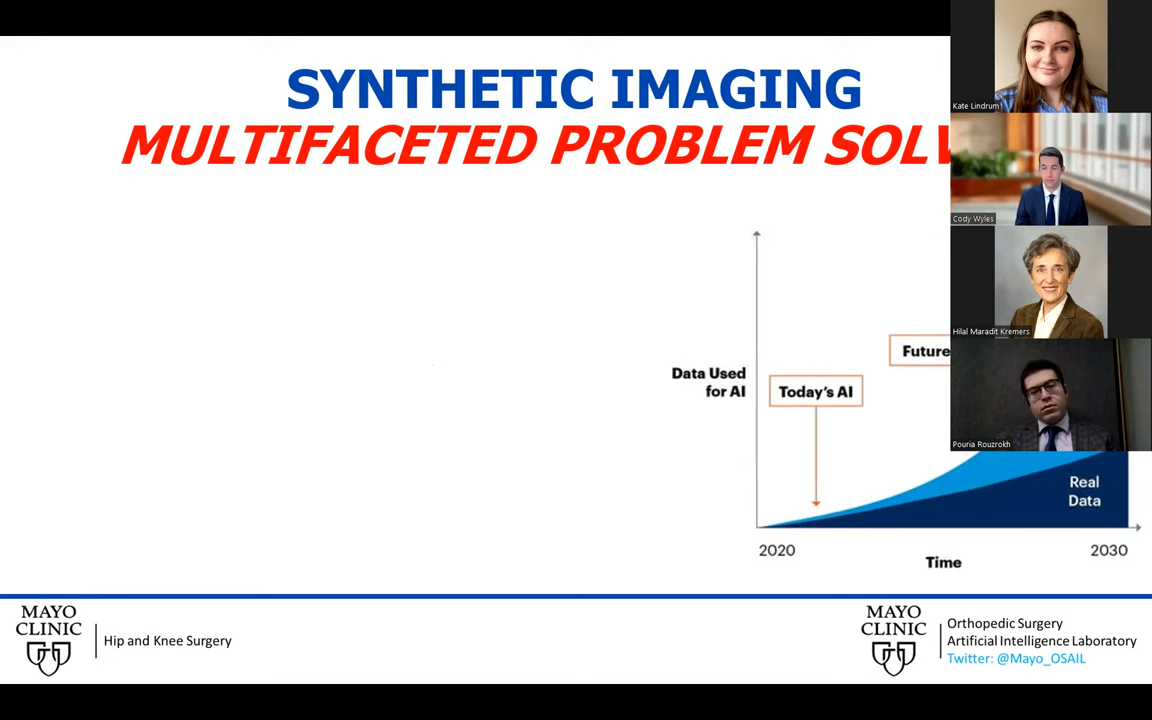 SYNTHETIC IMAGING
MULTIFACETED PROBLEM SOLV
Kate Lindrum
Cody Wyles
Hilal Maradit Kremers
Pouria Rouzrokh
Future
Data Used
for AI
Today's AI
Real
Data
2020
2030
Time
MAYO
CLINIC
Hip and Knee Surgery
MAYO
CLINIC
Orthopedic Surgery
Artificial Intelligence Laboratory
Twitter: @Mayo_OSAIL